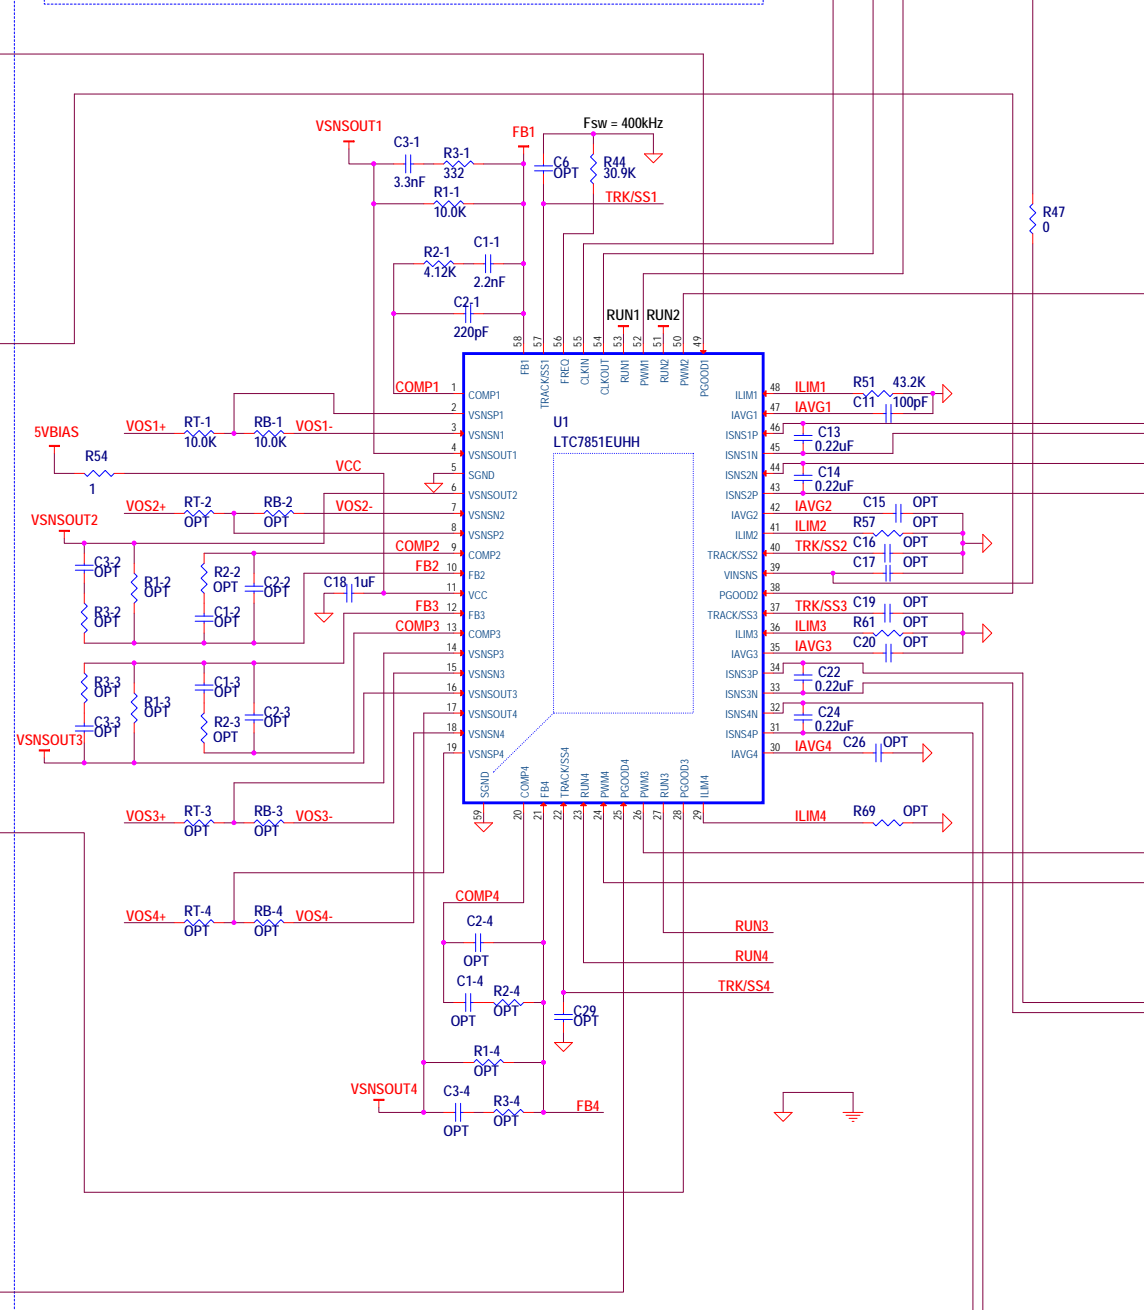 Fsw = 400kHz
VSNSOUT1
C3-1
3.3nF
R3-1
332
FB1
C6
OPT
R44
30.9K
R1-1
10.0K
TRK/SS1
R47
0
R2-1
4.12K
C1-1
2.2nF
C2-1
220pF
RUN1
RUN2
58
57
56
55
54
53
52
51
50
49
FB1
TRACK/SS1
FREQ
CLKIN
CLKOUT
RUN1
PWM1
RUN2
PWM2
PGOOD1
U1
LTC7851EUHH
COMP1
1
COMP1
2
VSNSP1
VOS1+
RT-1
10.0K
RB-1
10.0K
VOS1-
3
VSNSN1
4
VSNSOUT1
5VBIAS
R54
1
VCC
5
SGND
6
VSNSOUT2
VOS2+
RT-2
OPT
RB-2
OPT
VOS2-
7
VSNSN2
8
VSNSP2
VSNSOUT2
COMP2
9
COMP2
FB2
10
FB2
C3-2
OPT
R1-2
OPT
R2-2
OPT
C2-2
OPT
R3-2
OPT
C1-2
OPT
C18
1uF
11
VCC
FB3
12
FB3
COMP3
13
COMP3
14
VSNSP3
15
VSNSN3
16
VSNSOUT3
17
VSNSOUT4
18
VSNSN4
19
VSNSP4
R3-3
OPT
R1-3
OPT
C1-3
OPT
R2-3
OPT
C2-3
OPT
C3-3
OPT
VSNSOUT3
VOS3+
RT-3
OPT
RB-3
OPT
VOS3-
VOS4+
RT-4
OPT
RB-4
OPT
VOS4-
48
ILIM1
ILIM1
R51
43.2K
47
IAVG1
IAVG1
C11
100pF
46
ISNS1P
C13
0.22uF
45
ISNS1N
44
ISNS2N
C14
0.22uF
43
ISNS2P
42
IAVG2
IAVG2
C15
OPT
41
ILIM2
ILIM2
R57
OPT
40
TRACK/SS2
TRK/SS2
C16
OPT
39
VINSNS
C17
OPT
38
PGOOD2
37
TRACK/SS3
TRK/SS3
C19
OPT
36
ILIM3
ILIM3
R61
OPT
35
IAVG3
IAVG3
C20
OPT
34
ISNS3P
C22
0.22uF
33
ISNS3N
32
ISNS4N
C24
0.22uF
31
ISNS4P
30
IAVG4
IAVG4
C26
OPT
SGND
COMP4
FB4
TRACK/SS4
RUN4
PWM4
PGOOD4
PWM3
RUN3
PGOOD3
ILIM4
59
20
21
22
23
24
25
26
27
28
29
ILIM4
R69
OPT
COMP4
C2-4
OPT
RUN3
RUN4
C1-4
OPT
R2-4
OPT
TRK/SS4
C29
OPT
R1-4
OPT
VSNSOUT4
C3-4
OPT
R3-4
OPT
FB4